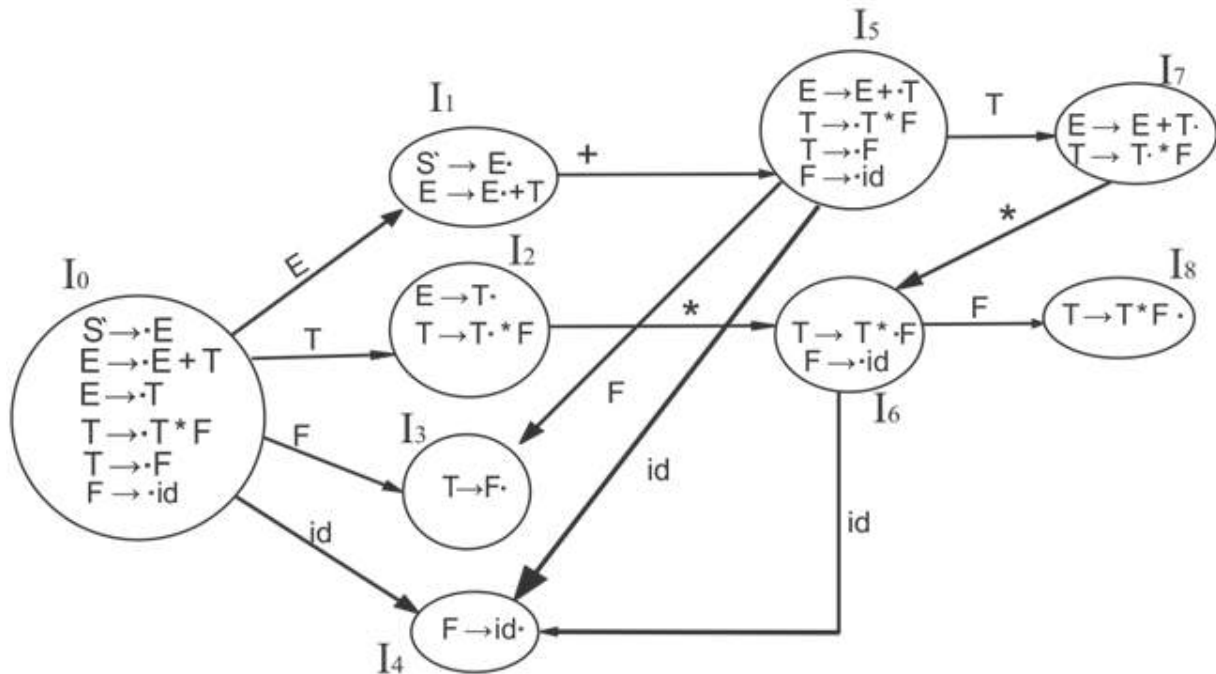 I5
E → E + ·T
T → ·T * F
T → ·F
F → ·id
T
I7
E → E + T·
T → T· * F
I1
S‵ → E·
E → E· + T
+
*
I0
S‵ → ·E
E → ·E + T
E → ·T
T → ·T * F
T → ·F
F → ·id
E
I2
E → T·
T → T· * F
T
*
T → T * ·F
F → ·id
I6
F
I8
T → T * F ·
F
I3
T → F·
F
id
id
id
F → id·
I4